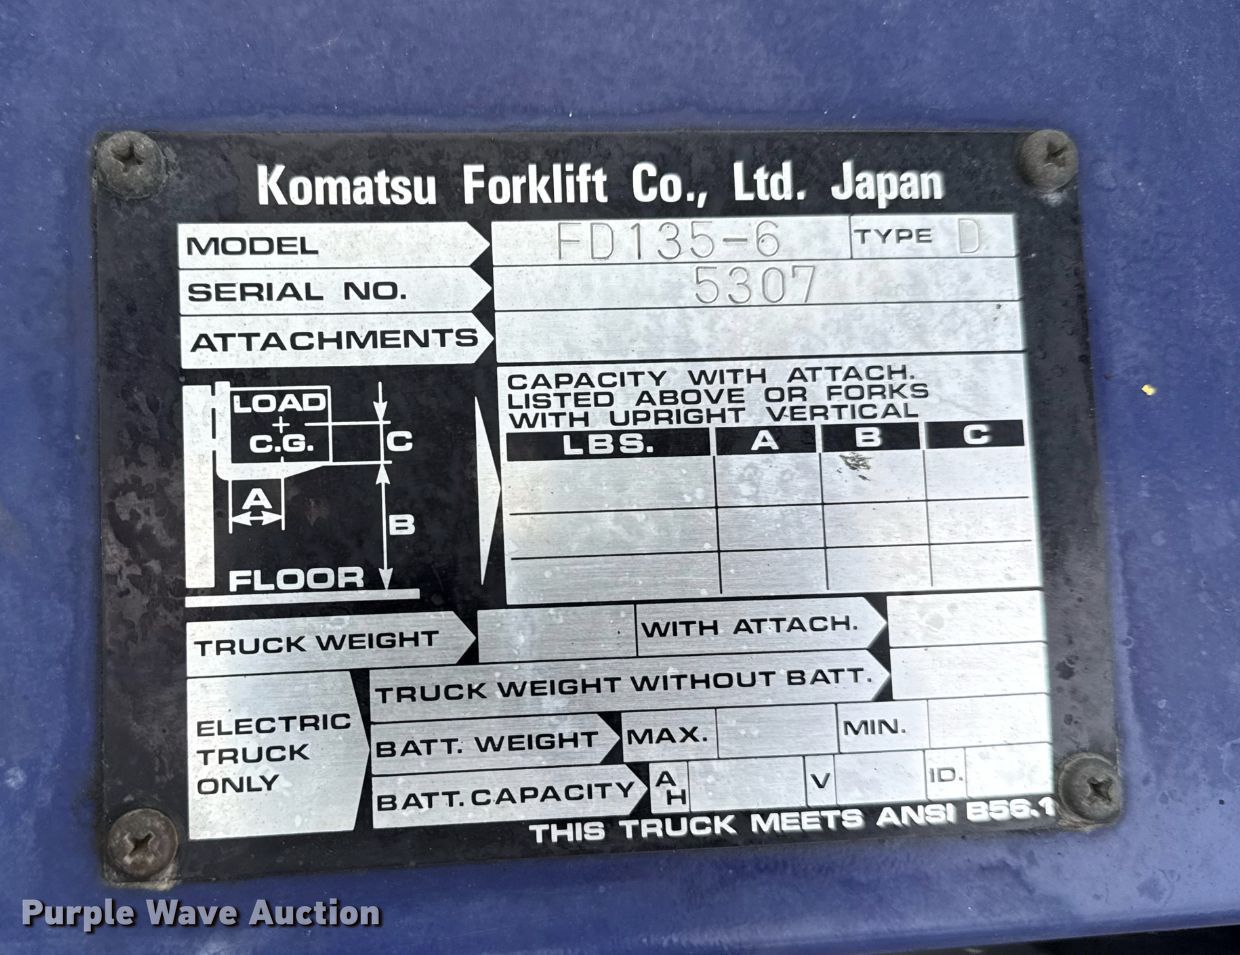 Komatsu Forklift Co., Ltd. Japan
MODEL FD135-6 TYPE D
SERIAL NO. 5307
ATTACHMENTS
CAPACITY WITH ATTACH.
LISTED ABOVE OR FORKS
WITH UPRIGHT VERTICAL
LBS. A B C
LOAD
C.G.
C
A
B
FLOOR
TRUCK WEIGHT WITH ATTACH.
ELECTRIC
TRUCK
ONLY
TRUCK WEIGHT WITHOUT BATT.
BATT. WEIGHT MAX. MIN.
BATT. CAPACITY AH V ID.
THIS TRUCK MEETS ANSI B56.1
Purple Wave Auction